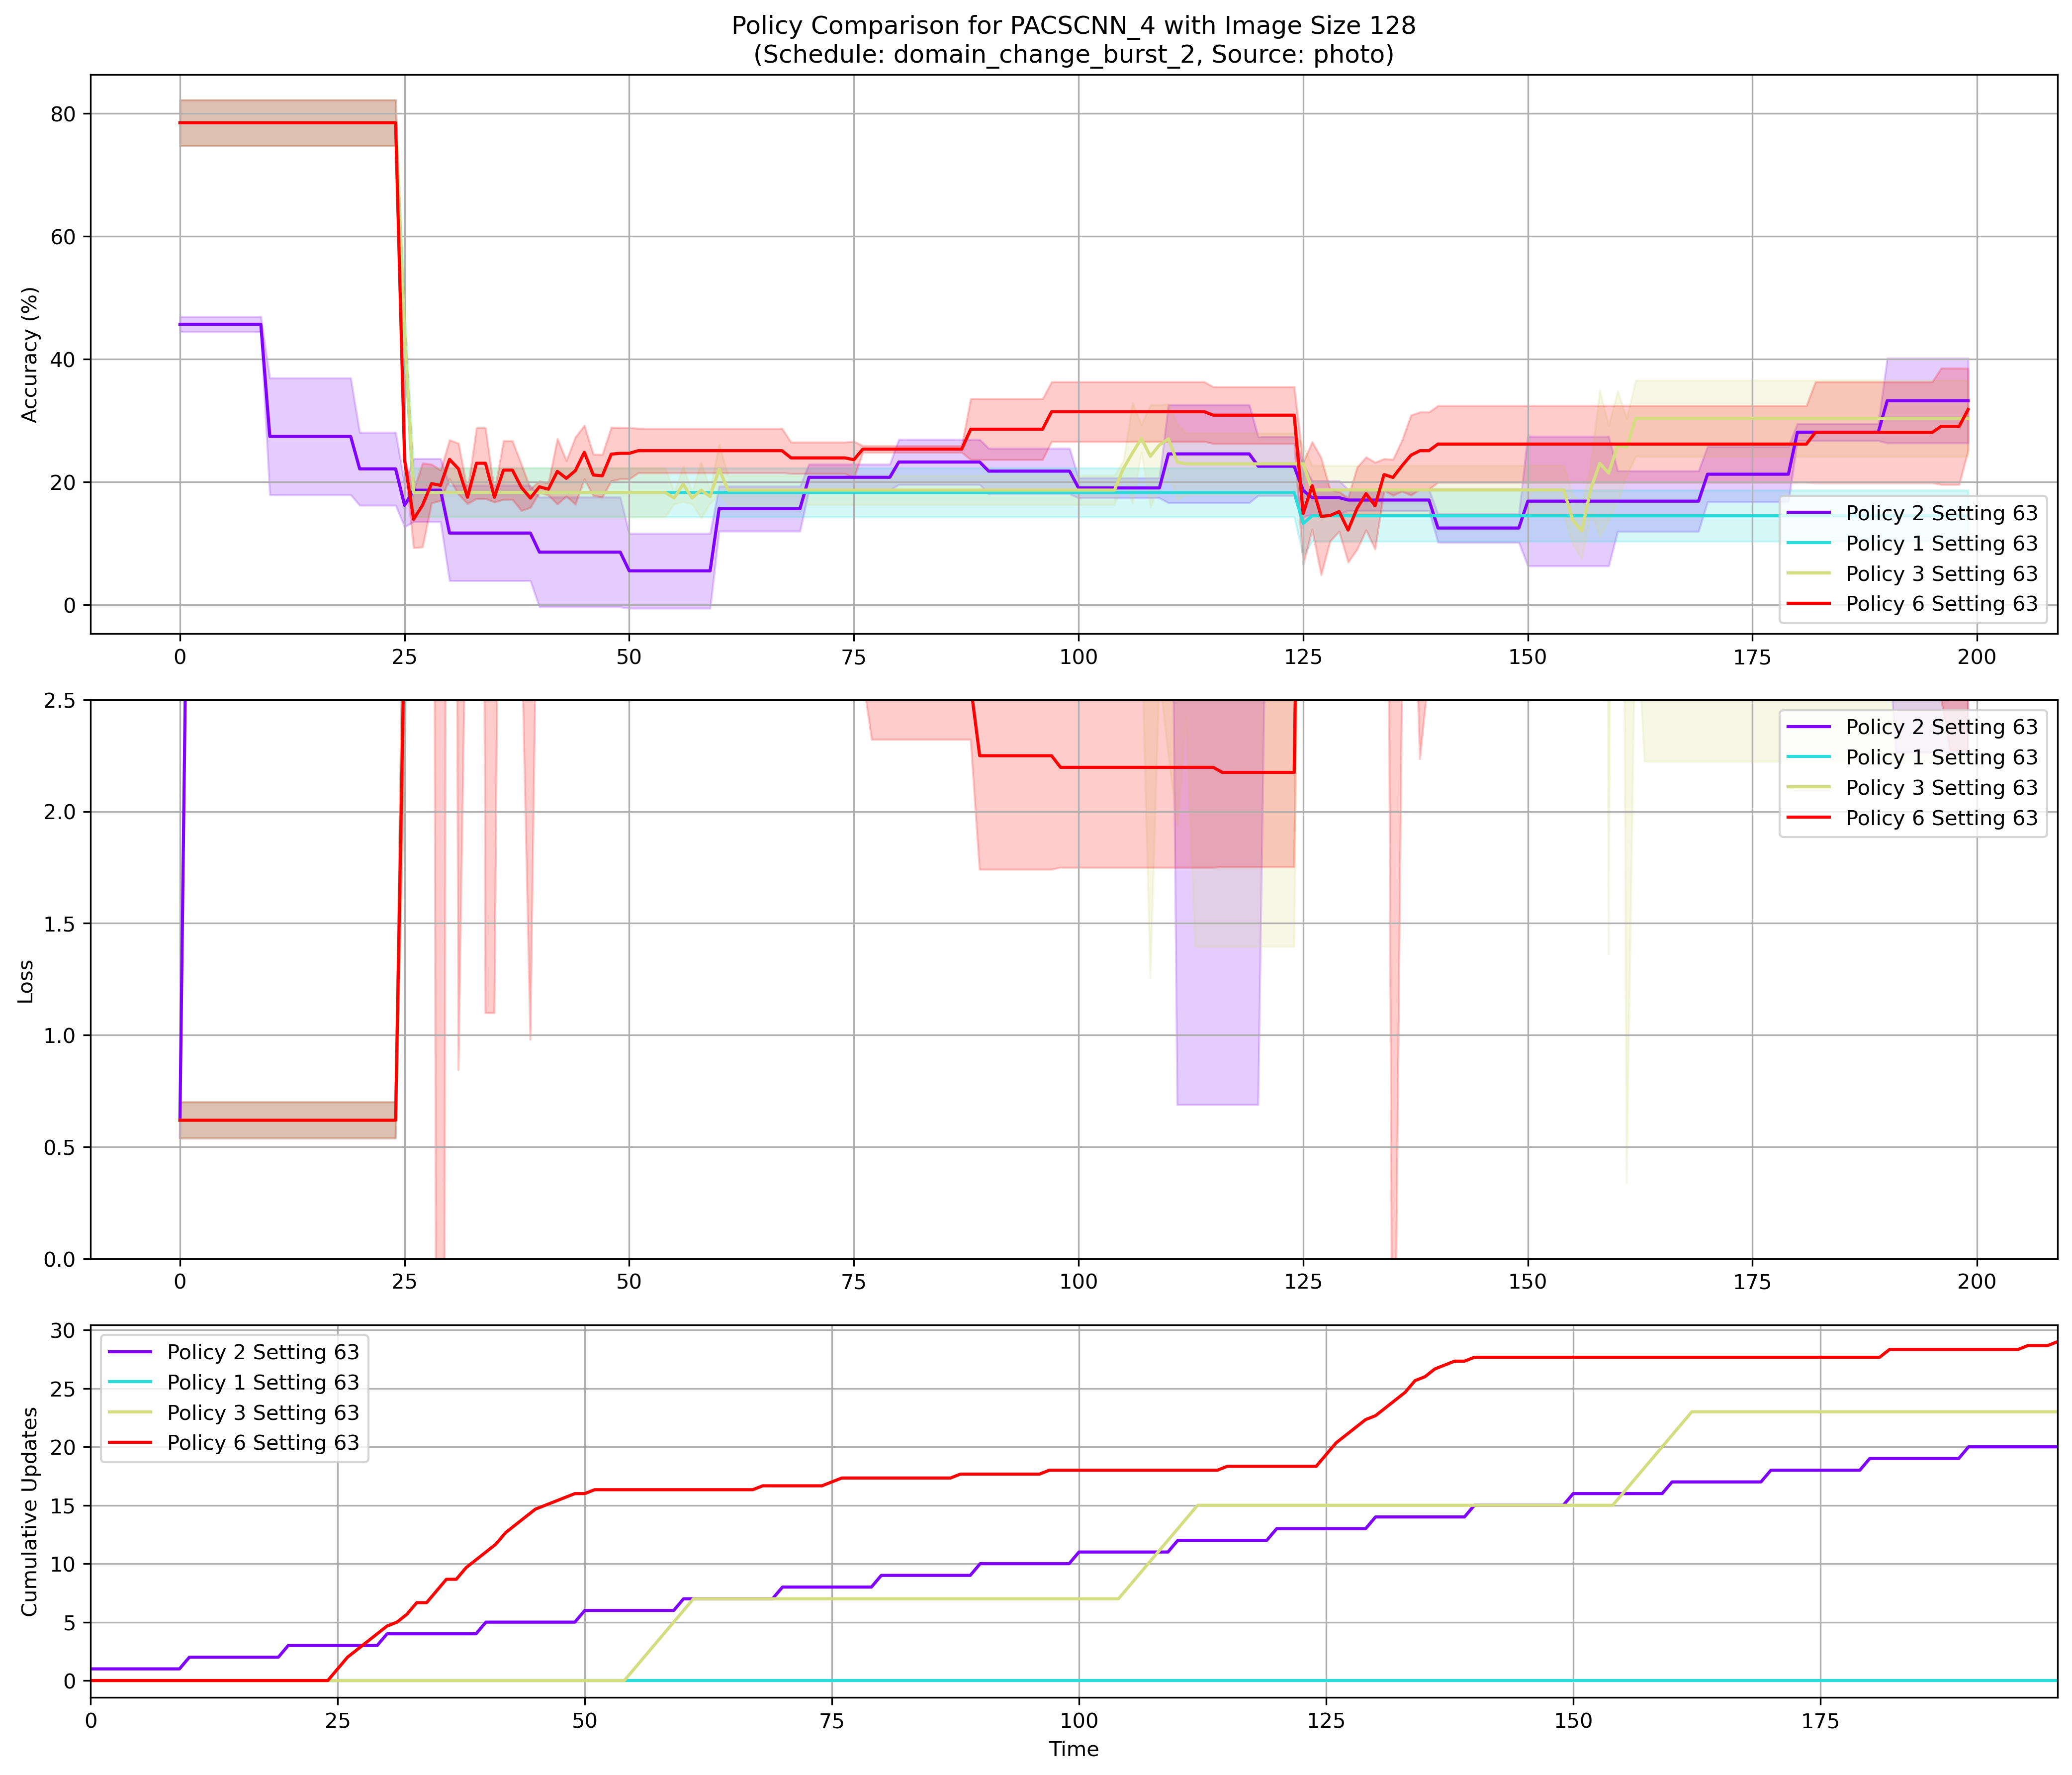 Policy Comparison for PACSCNN_4 with Image Size 128
(Schedule: domain_change_burst_2, Source: photo)
Accuracy (%)
80
60
40
20
0
0 25 50 75 100 125 150 175 200
Policy 2 Setting 63
Policy 1 Setting 63
Policy 3 Setting 63
Policy 6 Setting 63
Loss
2.5
2.0
1.5
1.0
0.5
0.0
0 25 50 75 100 125 150 175 200
Policy 2 Setting 63
Policy 1 Setting 63
Policy 3 Setting 63
Policy 6 Setting 63
Cumulative Updates
30
25
20
15
10
5
0
0 25 50 75 100 125 150 175
Policy 2 Setting 63
Policy 1 Setting 63
Policy 3 Setting 63
Policy 6 Setting 63
Time